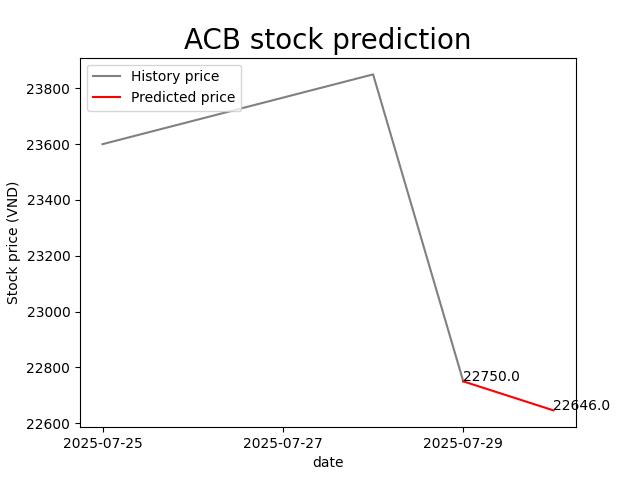 ACB stock prediction
History price
Predicted price
23800
23600
23400
23200
23000
22800
22600
Stock price (VND)
22750.0
22646.0
2025-07-25
2025-07-27
2025-07-29
date